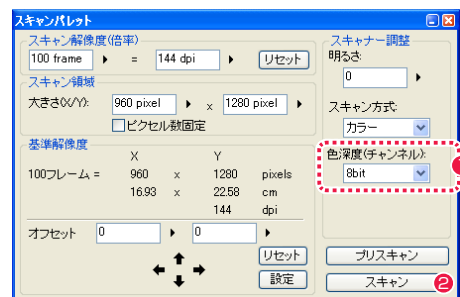 スキャンパレット
スキャン解像度(倍率)
100 frame = 144 dpi リセット
スキャン領域
大きさ(X/Y): 960 pixel x 1280 pixel
ピクセル数固定
基準解像度
X Y
100フレーム = 960 x 1280 pixels
16.93 x 22.58 cm
144 dpi
オフセット 0 0
リセット
設定
スキャナー調整
明るさ:
0
スキャン方式:
カラー
色深度(チャンネル):
8bit
プリスキャン
スキャン 2